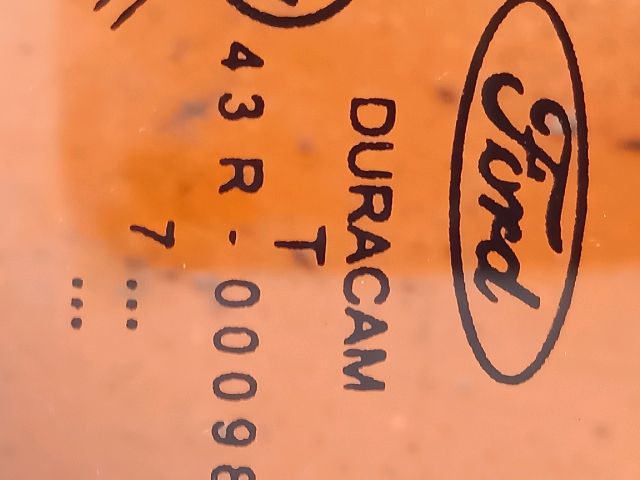 Ford
DURACAM
T
43R-00098
7
...
...